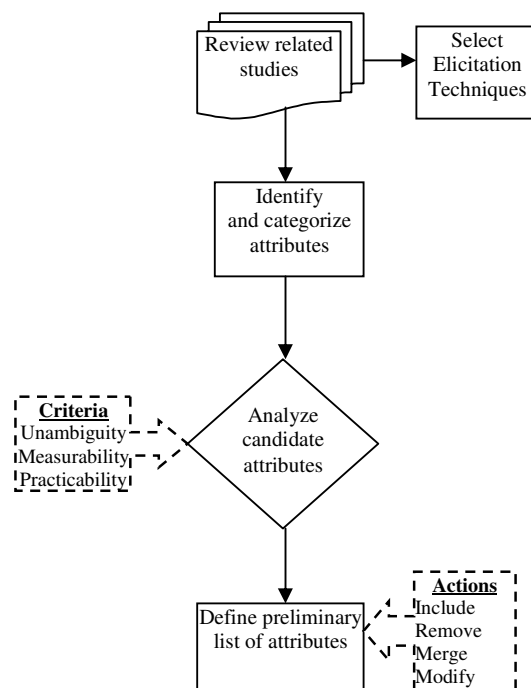 Review related
studies
Select
Elicitation
Techniques
Identify
and categorize
attributes
Analyze
candidate
attributes
Criteria
Unambiguity
Measurability
Practicability
Define preliminary
list of attributes
Actions
Include
Remove
Merge
Modify